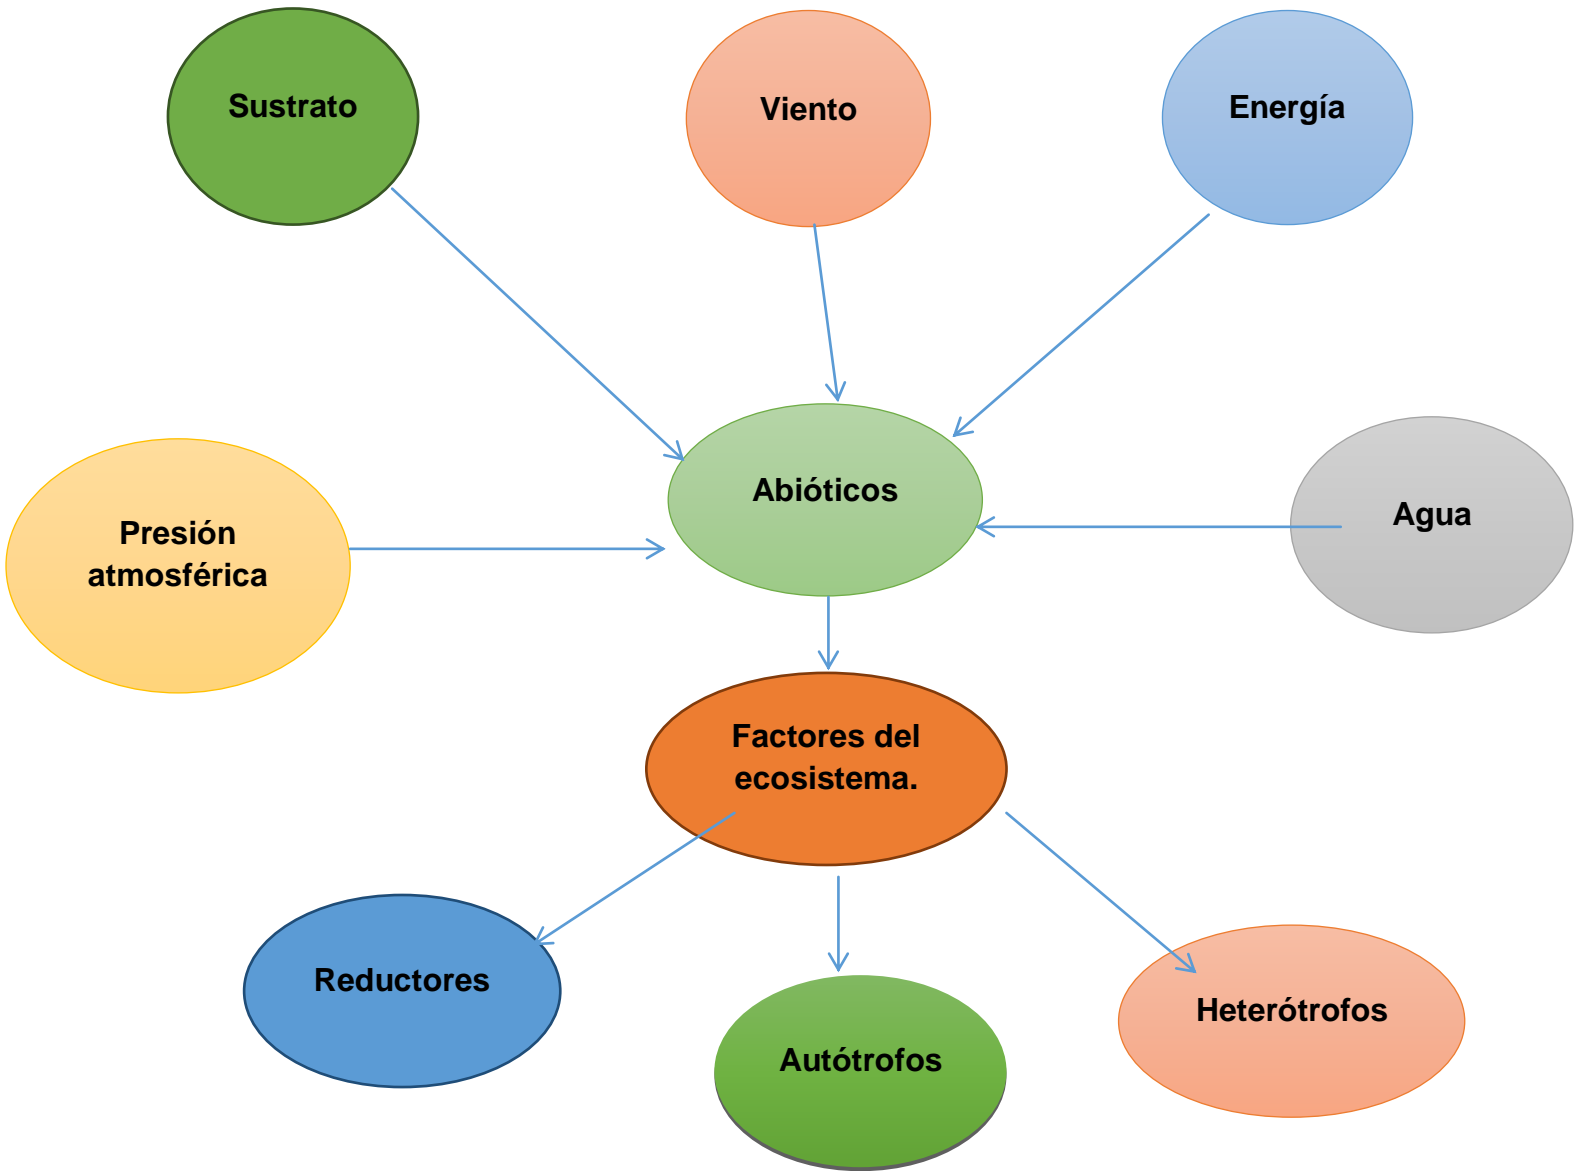 Sustrato
Viento
Energía
Abióticos
Agua
Presión
atmosférica
Factores del
ecosistema.
Reductores
Heterótrofos
Autótrofos